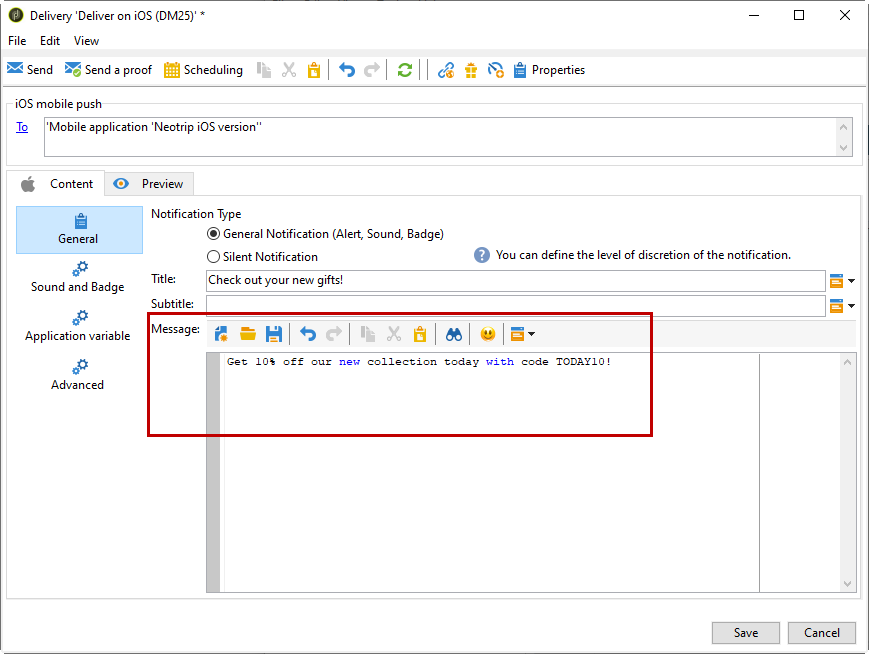 Delivery 'Deliver on iOS (DM25)' *
File Edit View
Send Send a proof Scheduling Properties
iOS mobile push
To 'Mobile application 'Neotrip iOS version''
Content Preview
General
Sound and Badge
Application variable
Advanced
Notification Type
General Notification (Alert, Sound, Badge)
Silent Notification
? You can define the level of discretion of the notification.
Title: Check out your new gifts!
Subtitle:
Message:
Get 10% off our new collection today with code TODAY10!
Save Cancel